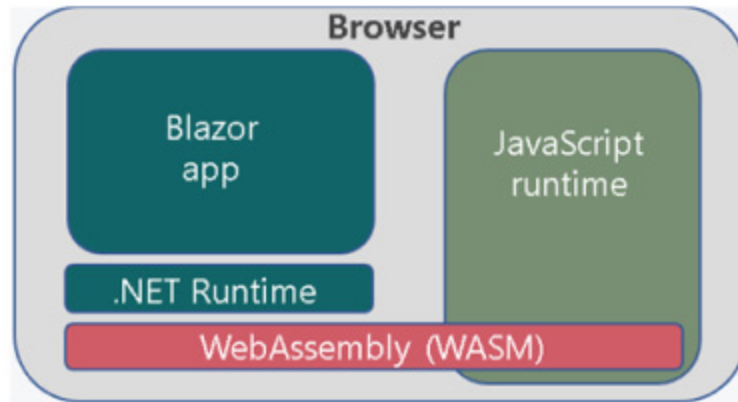 Browser
Blazor
app
JavaScript
runtime
.NET Runtime
WebAssembly (WASM)